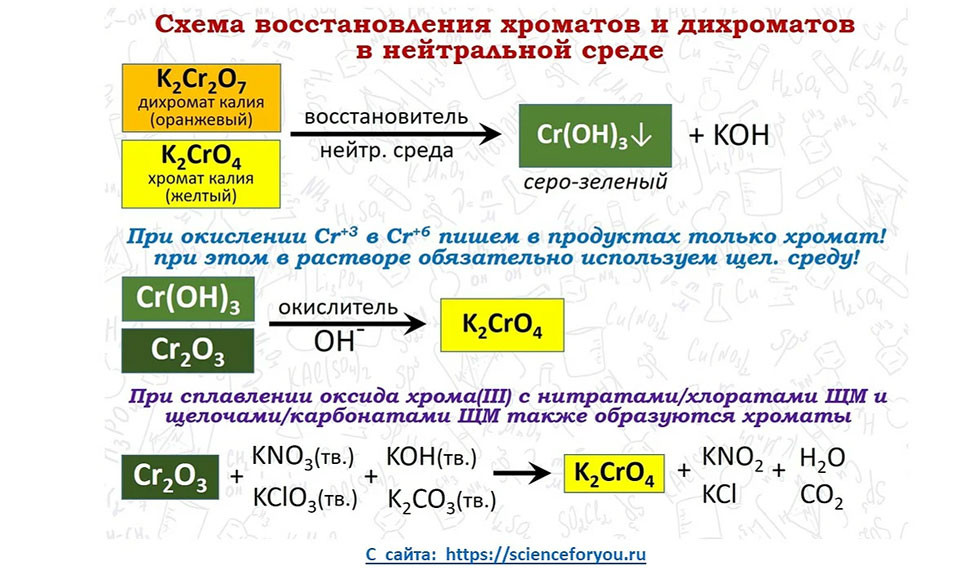 Схема восстановления хроматов и дихроматов
в нейтральной среде
K₂Cr₂O₇
дихромат калия
(оранжевый)
K₂CrO₄
хромат калия
(желтый)
восстановитель
нейтр. среда
Cr(OH)₃↓ + KOH
серо-зеленый
При окислении Cr⁺³ в Cr⁺⁶ пишем в продуктах только хромат!
при этом в растворе обязательно используем щел. среду!
Cr(OH)₃
Cr₂O₃
окислитель
OH⁻
K₂CrO₄
При сплавлении оксида хрома(III) с нитратами/хлоратами ЩМ и
щелочами/карбонатами ЩМ также образуются хроматы
Cr₂O₃ +
KNO₃(тв.)
KClO₃(тв.)
+
KOH(тв.)
K₂CO₃(тв.)
K₂CrO₄ +
KNO₂
KCl
+
H₂O
CO₂
С сайта: https://scienceforyou.ru